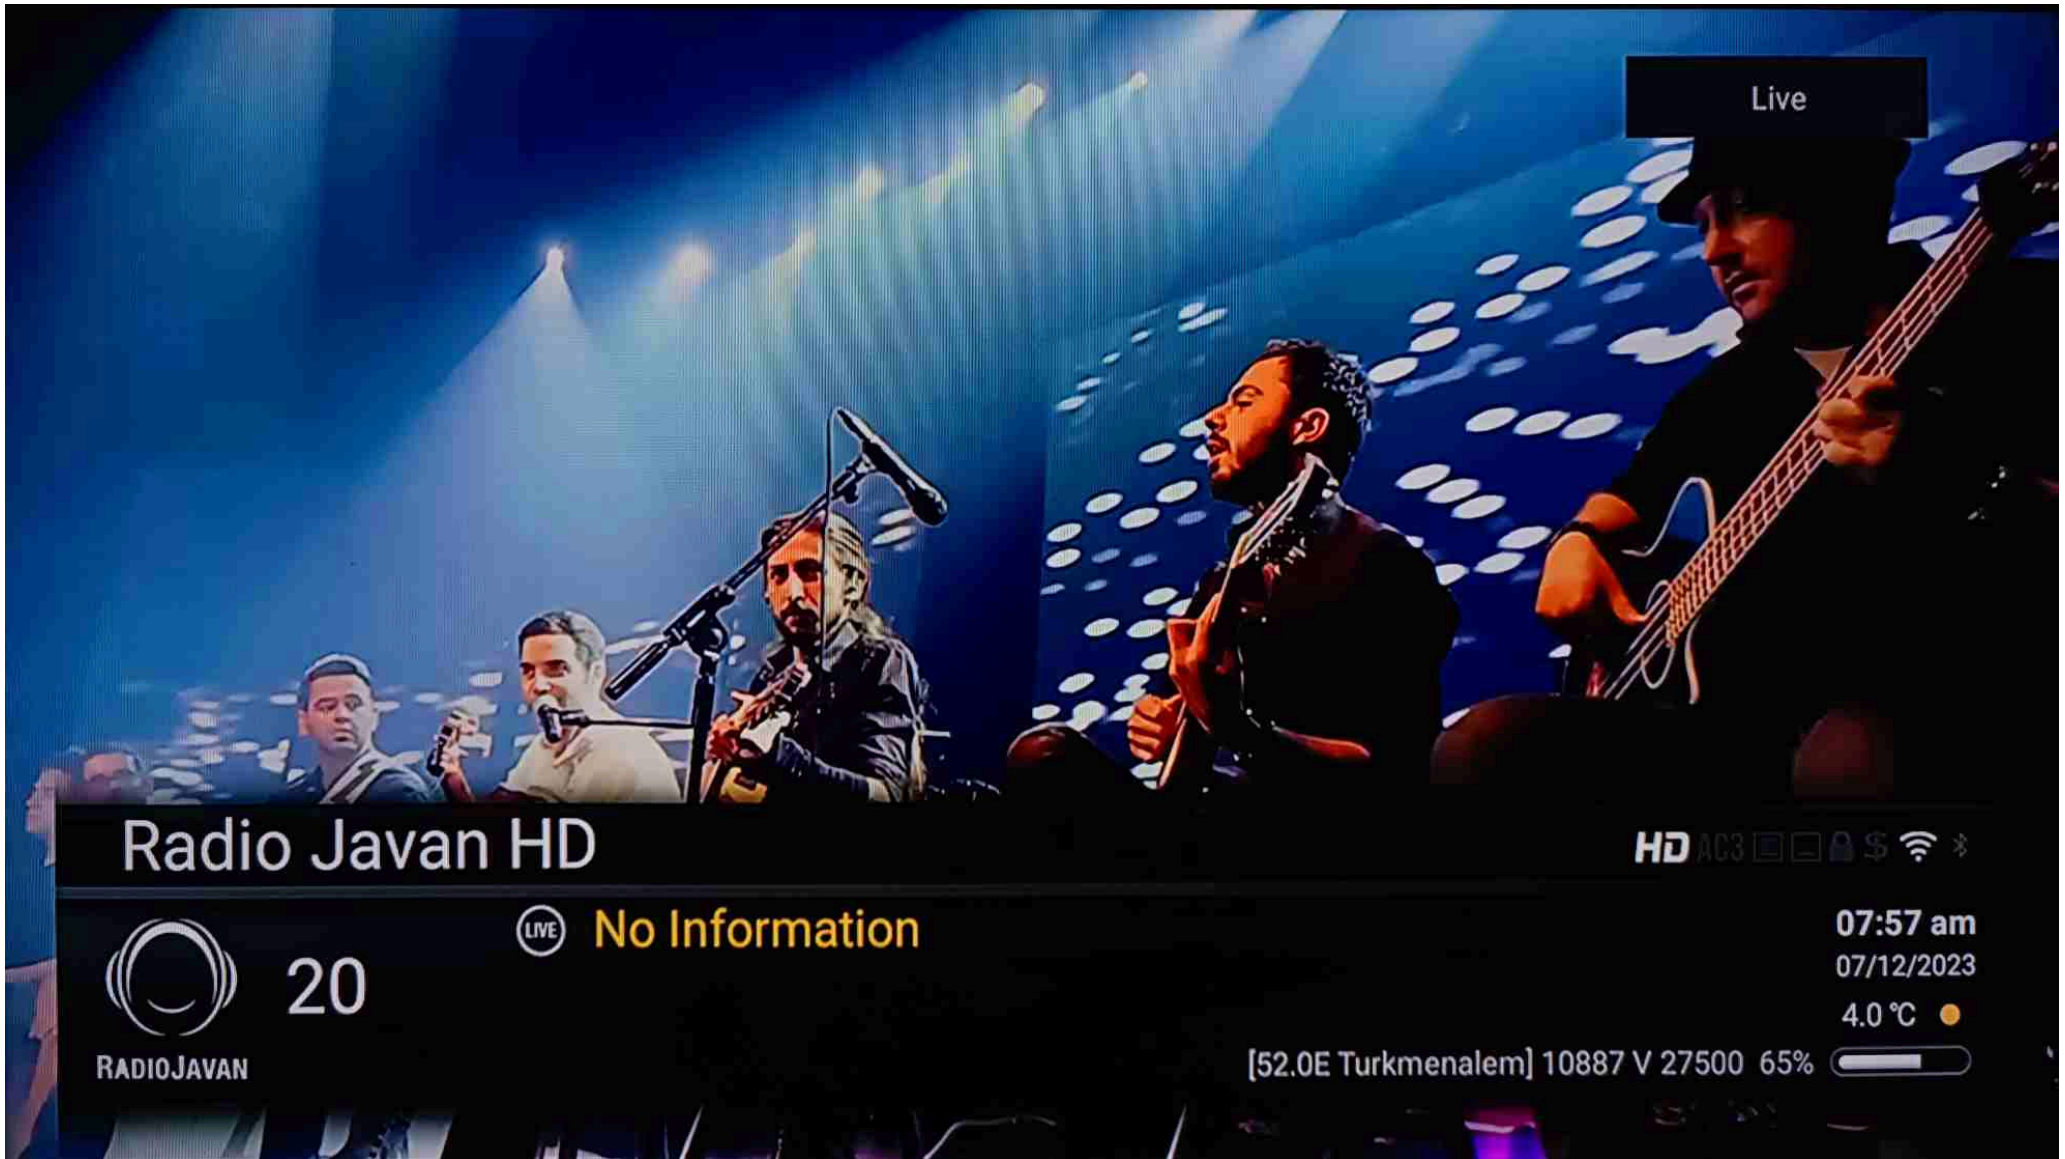 Live
Radio Javan HD
HD AC3 $
LIVE No Information
20
RADIOJAVAN
07:57 am
07/12/2023
4.0 °C
[52.0E Turkmenalem] 10887 V 27500 65%